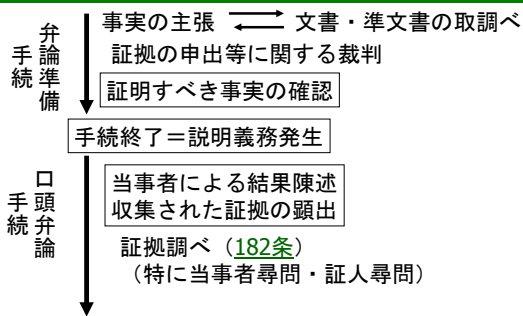 弁論準備
手続
事実の主張 文書・準文書の取調べ
証拠の申出等に関する裁判
証明すべき事実の確認
手続終了＝説明義務発生
口頭弁論
手続
当事者による結果陳述
収集された証拠の顕出
証拠調べ（182条）
（特に当事者尋問・証人尋問）